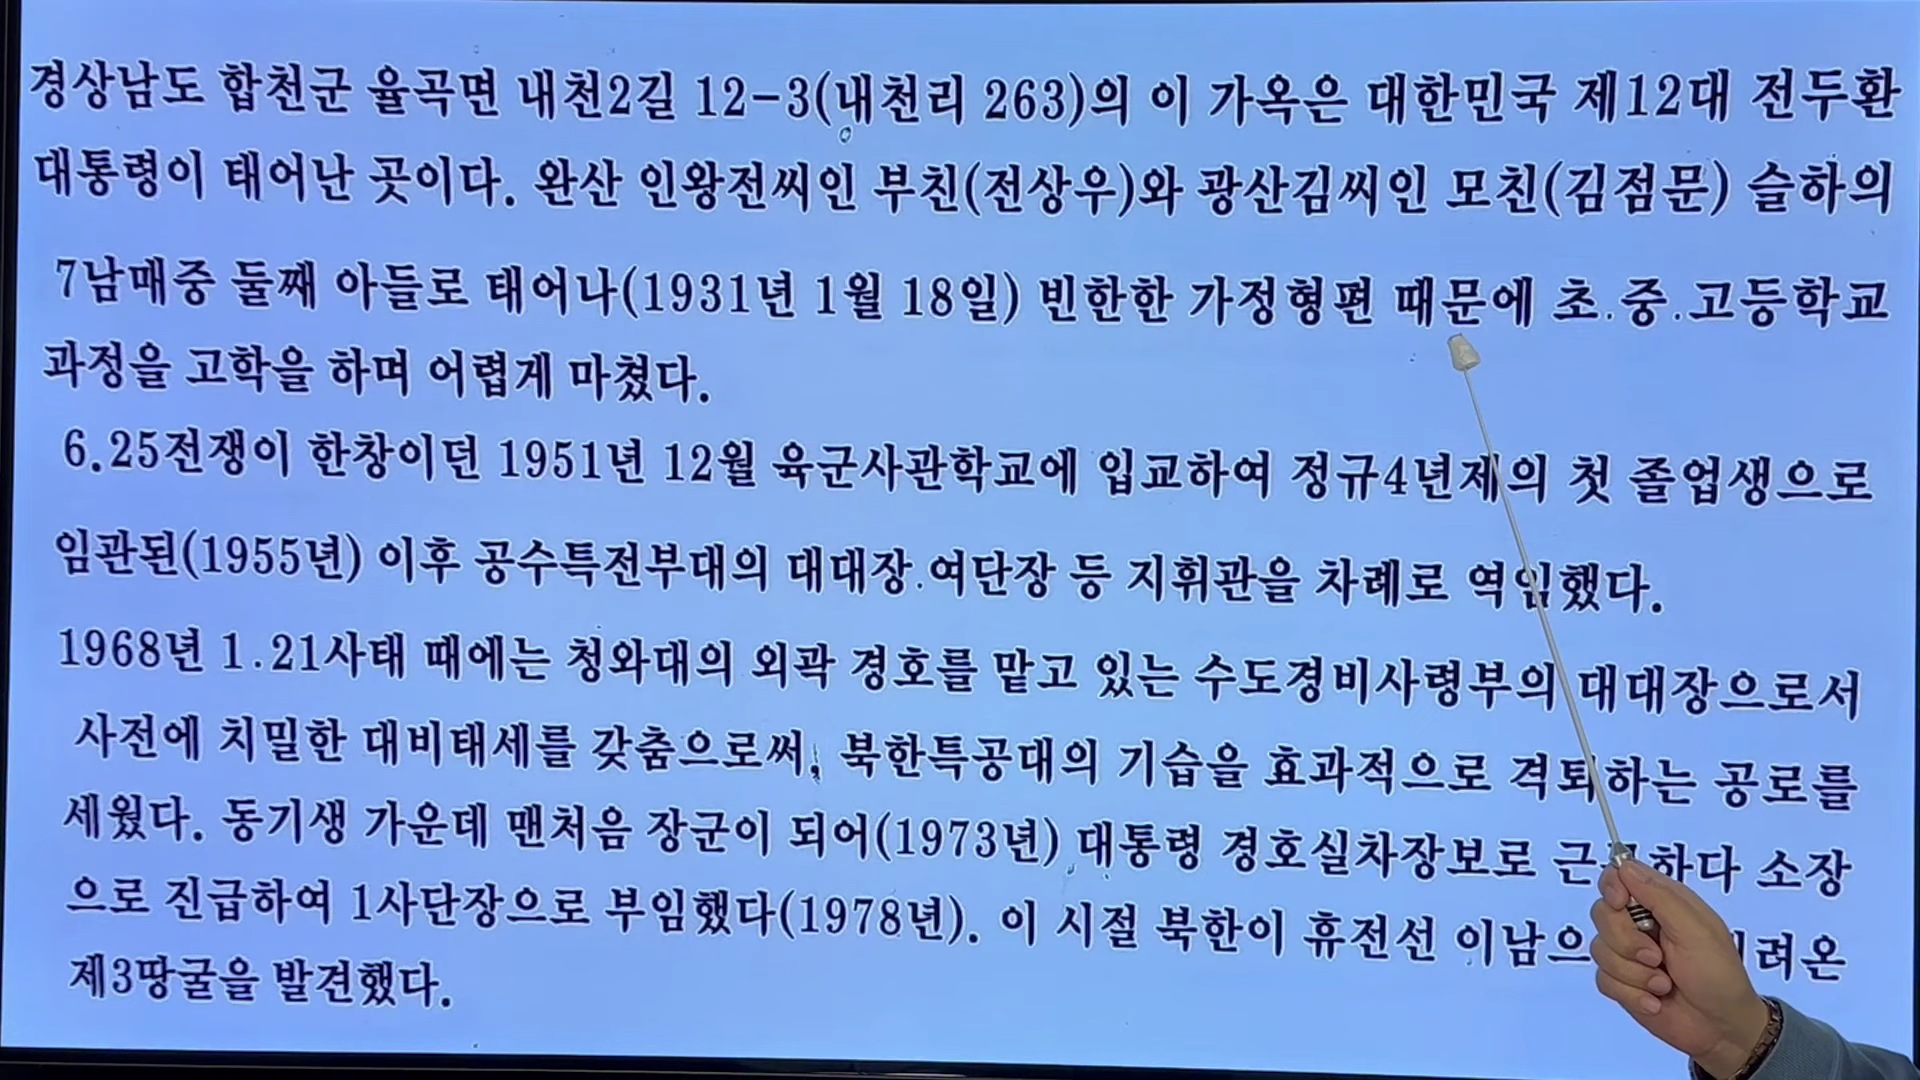 경상남도 합천군 율곡면 내천2길 12-3(내천리 263)의 이 가옥은 대한민국 제12대 전두환
대통령이 태어난 곳이다. 완산 인왕전씨인 부친(전상우)와 광산김씨인 모친(김점문) 슬하의
7남매중 둘째 아들로 태어나(1931년 1월 18일) 빈한한 가정형편 때문에 초.중.고등학교
과정을 고학을 하며 어렵게 마쳤다.
6.25전쟁이 한창이던 1951년 12월 육군사관학교에 입교하여 정규4년제의 첫 졸업생으로
임관된(1955년) 이후 공수특전부대의 대대장.여단장 등 지휘관을 차례로 역임했다.
1968년 1.21사태 때에는 청와대의 외곽 경호를 맡고 있는 수도경비사령부의 대대장으로서
사전에 치밀한 대비태세를 갖춤으로써, 북한특공대의 기습을 효과적으로 격퇴하는 공로를
세웠다. 동기생 가운데 맨처음 장군이 되어(1973년) 대통령 경호실차장보로 소장
으로 진급하여 1사단장으로 부임했다(1978년). 이 시절 북한이 휴전선
제3땅굴을 발견했다.